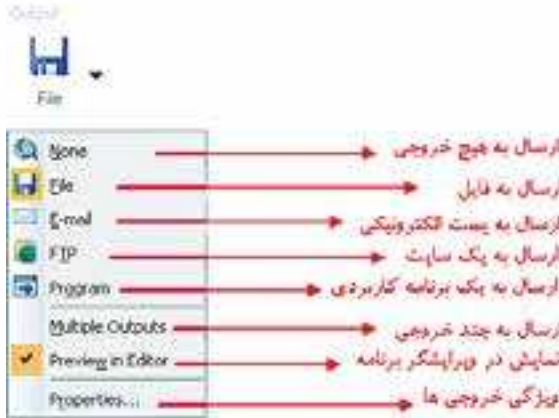 Output
File
None ارسال به هیچ خروجی
File ارسال به فایل
E-mail ارسال به پست الکترونیکی
FTP ارسال به یک سایت
Program ارسال به یک برنامه کاربردی
Multiple Outputs ارسال به چند خروجی
Preview in Editor نمایش در ویرایشگر برنامه
Properties... ویژگی خروجی ها